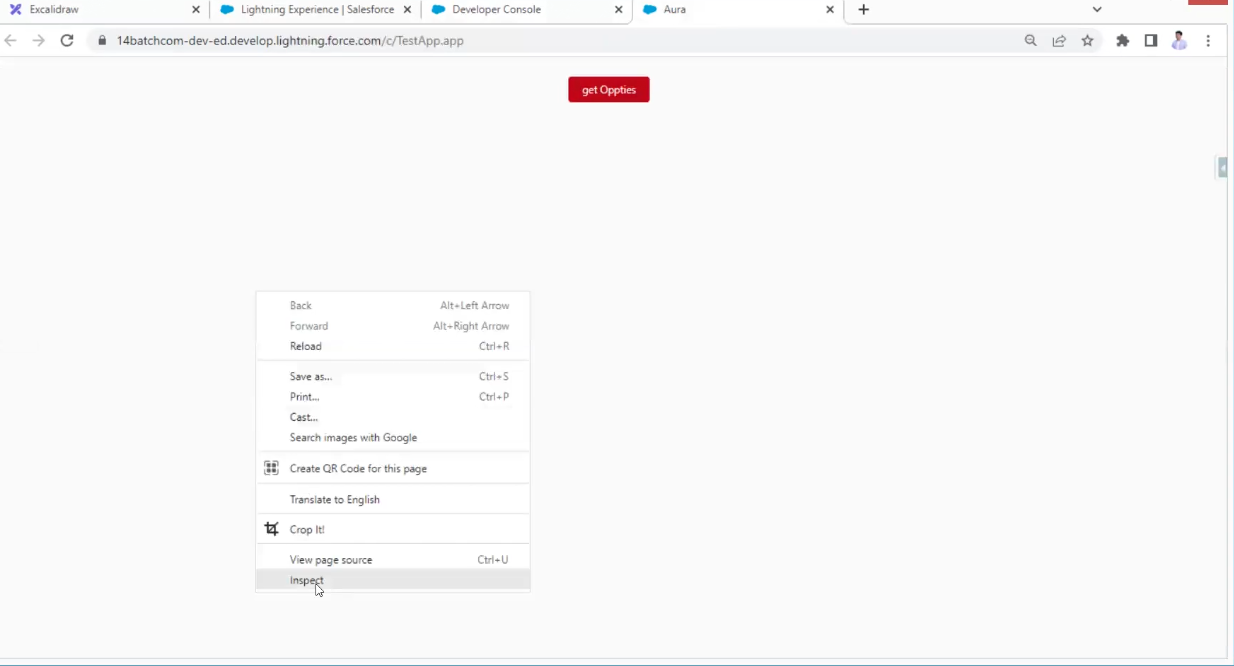 Excalidraw
Lightning Experience | Salesforce
Developer Console
Aura
14batchcom-dev-ed.develop.lightning.force.com/c/TestApp.app
get Oppties
Back Alt+Left Arrow
Forward Alt+Right Arrow
Reload Ctrl+R
Save as... Ctrl+S
Print... Ctrl+P
Cast...
Search images with Google
Create QR Code for this page
Translate to English
Crop It!
View page source Ctrl+U
Inspect